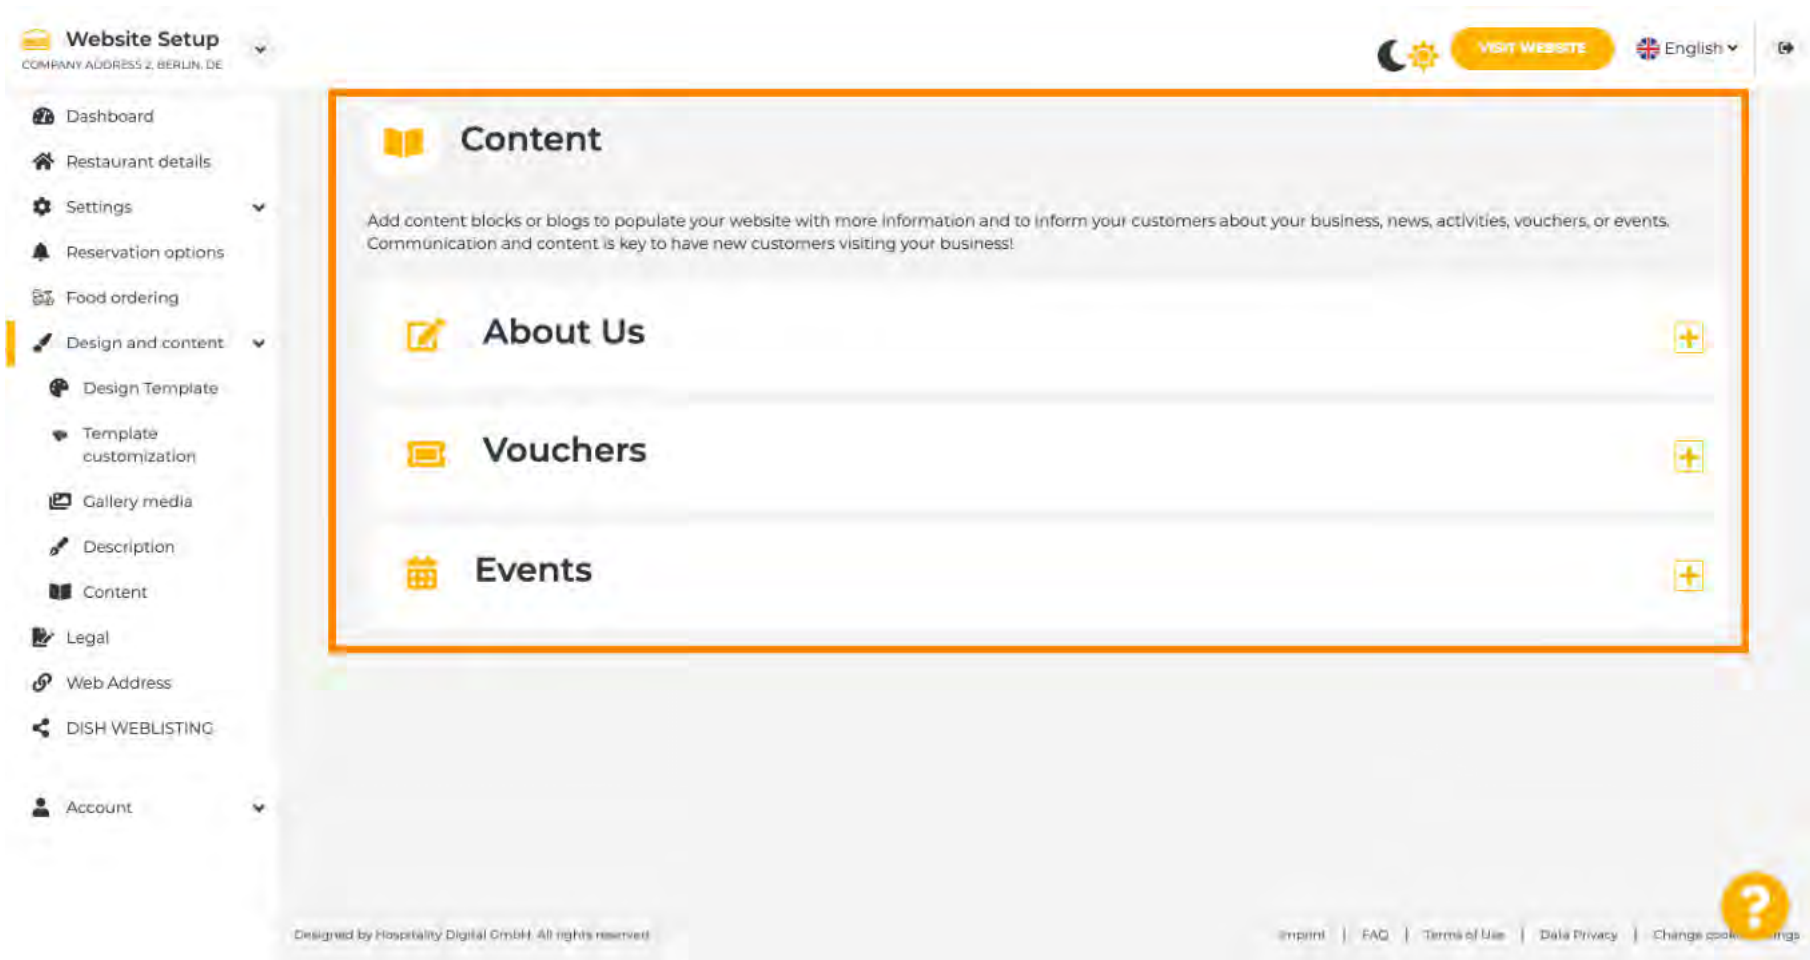 Website Setup
COMPANY ADDRESS 2, BERLIN, DE
VISIT WEBSITE
English
Dashboard
Restaurant details
Settings
Reservation options
Food ordering
Design and content
Design Template
Template
customization
Gallery media
Description
Content
Legal
Web Address
DISH WEBLISTING
Account
Content
Add content blocks or blogs to populate your website with more information and to inform your customers about your business, news, activities, vouchers, or events.
Communication and content is key to have new customers visiting your business!
About Us
Vouchers
Events
Designed by Hospitality Digital GmbH. All rights reserved.
Imprint | FAQ | Terms of Use | Data Privacy | Change